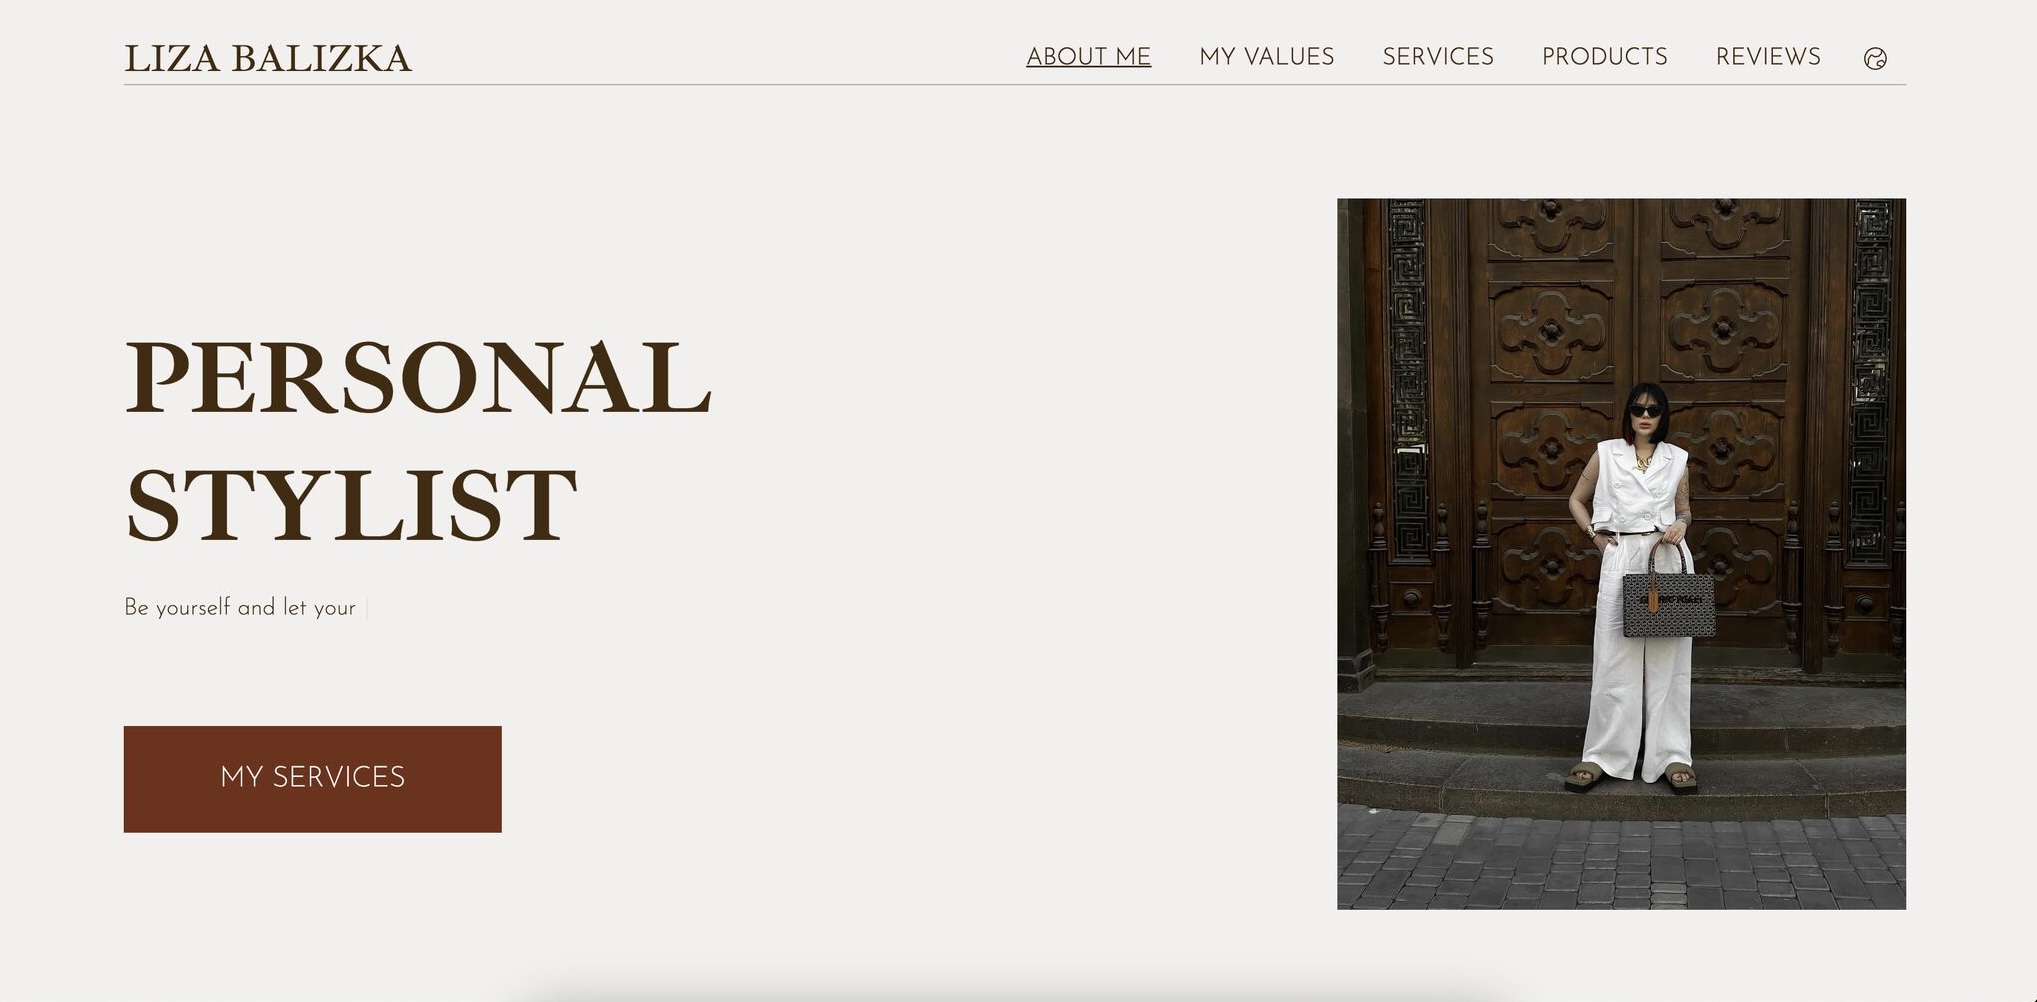 LIZA BALIZKA
ABOUT ME
MY VALUES
SERVICES
PRODUCTS
REVIEWS
PERSONAL
STYLIST
Be yourself and let your
MY SERVICES